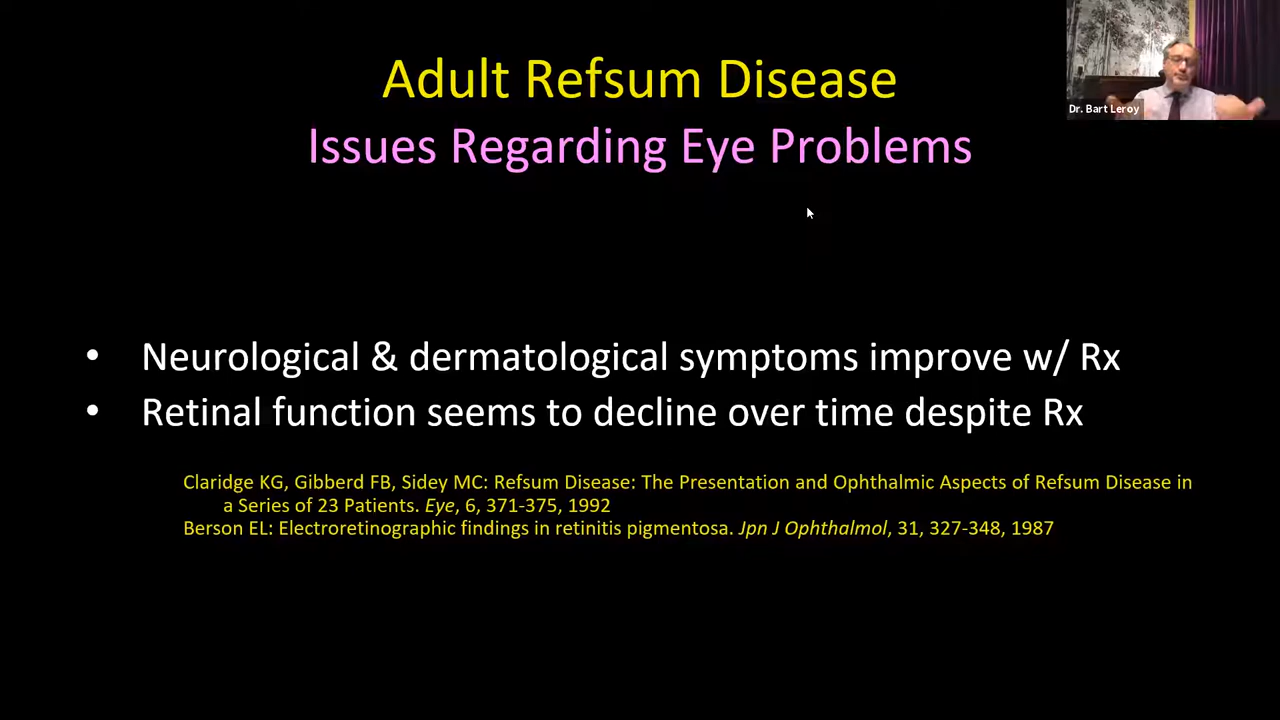 Adult Refsum Disease
Issues Regarding Eye Problems
Dr. Bart Leroy
• Neurological & dermatological symptoms improve w/ Rx
• Retinal function seems to decline over time despite Rx
Claridge KG, Gibberd FB, Sidey MC: Refsum Disease: The Presentation and Ophthalmic Aspects of Refsum Disease in
a Series of 23 Patients. Eye, 6, 371-375, 1992
Berson EL: Electroretinographic findings in retinitis pigmentosa. Jpn J Ophthalmol, 31, 327-348, 1987